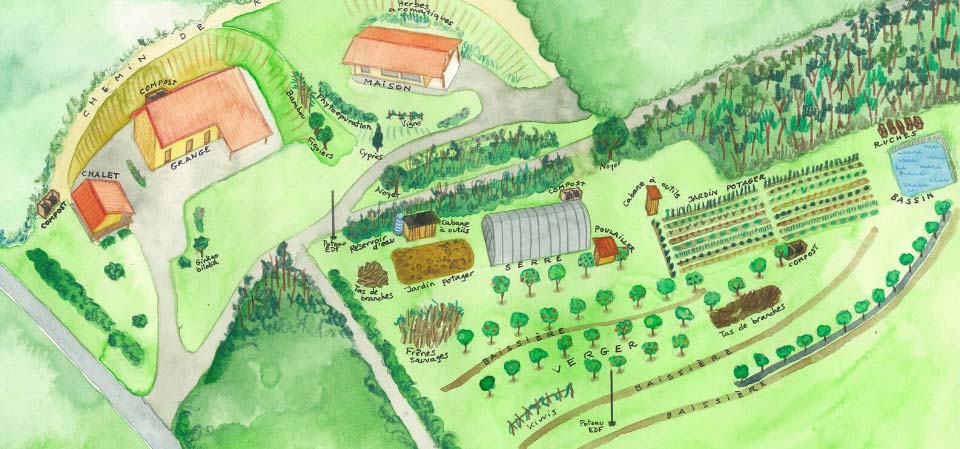 Herbes
aromatiques
CHEMIN DE R
COMPOST
MAISON
GRANGE
Bambou
Phytoépuration
Vigne
Cyprès
CHALET
COMPOST
Noyer
Noyer
RUCHES
BASSIN
Ginkgo
biloba
Poteau
EDF
Réservoir
d'eau
Cabane
à outils
COMPOST
Cabane à outils
JARDIN POTAGER
SERRE
POULAILLER
COMPOST
Tas de
branches
Jardin potager
Frênes
sauvages
BAISSIÈRE
VERGER
Tas de branches
BAISSIÈRE
BAISSIÈRE
Kiwis
Poteau
EDF